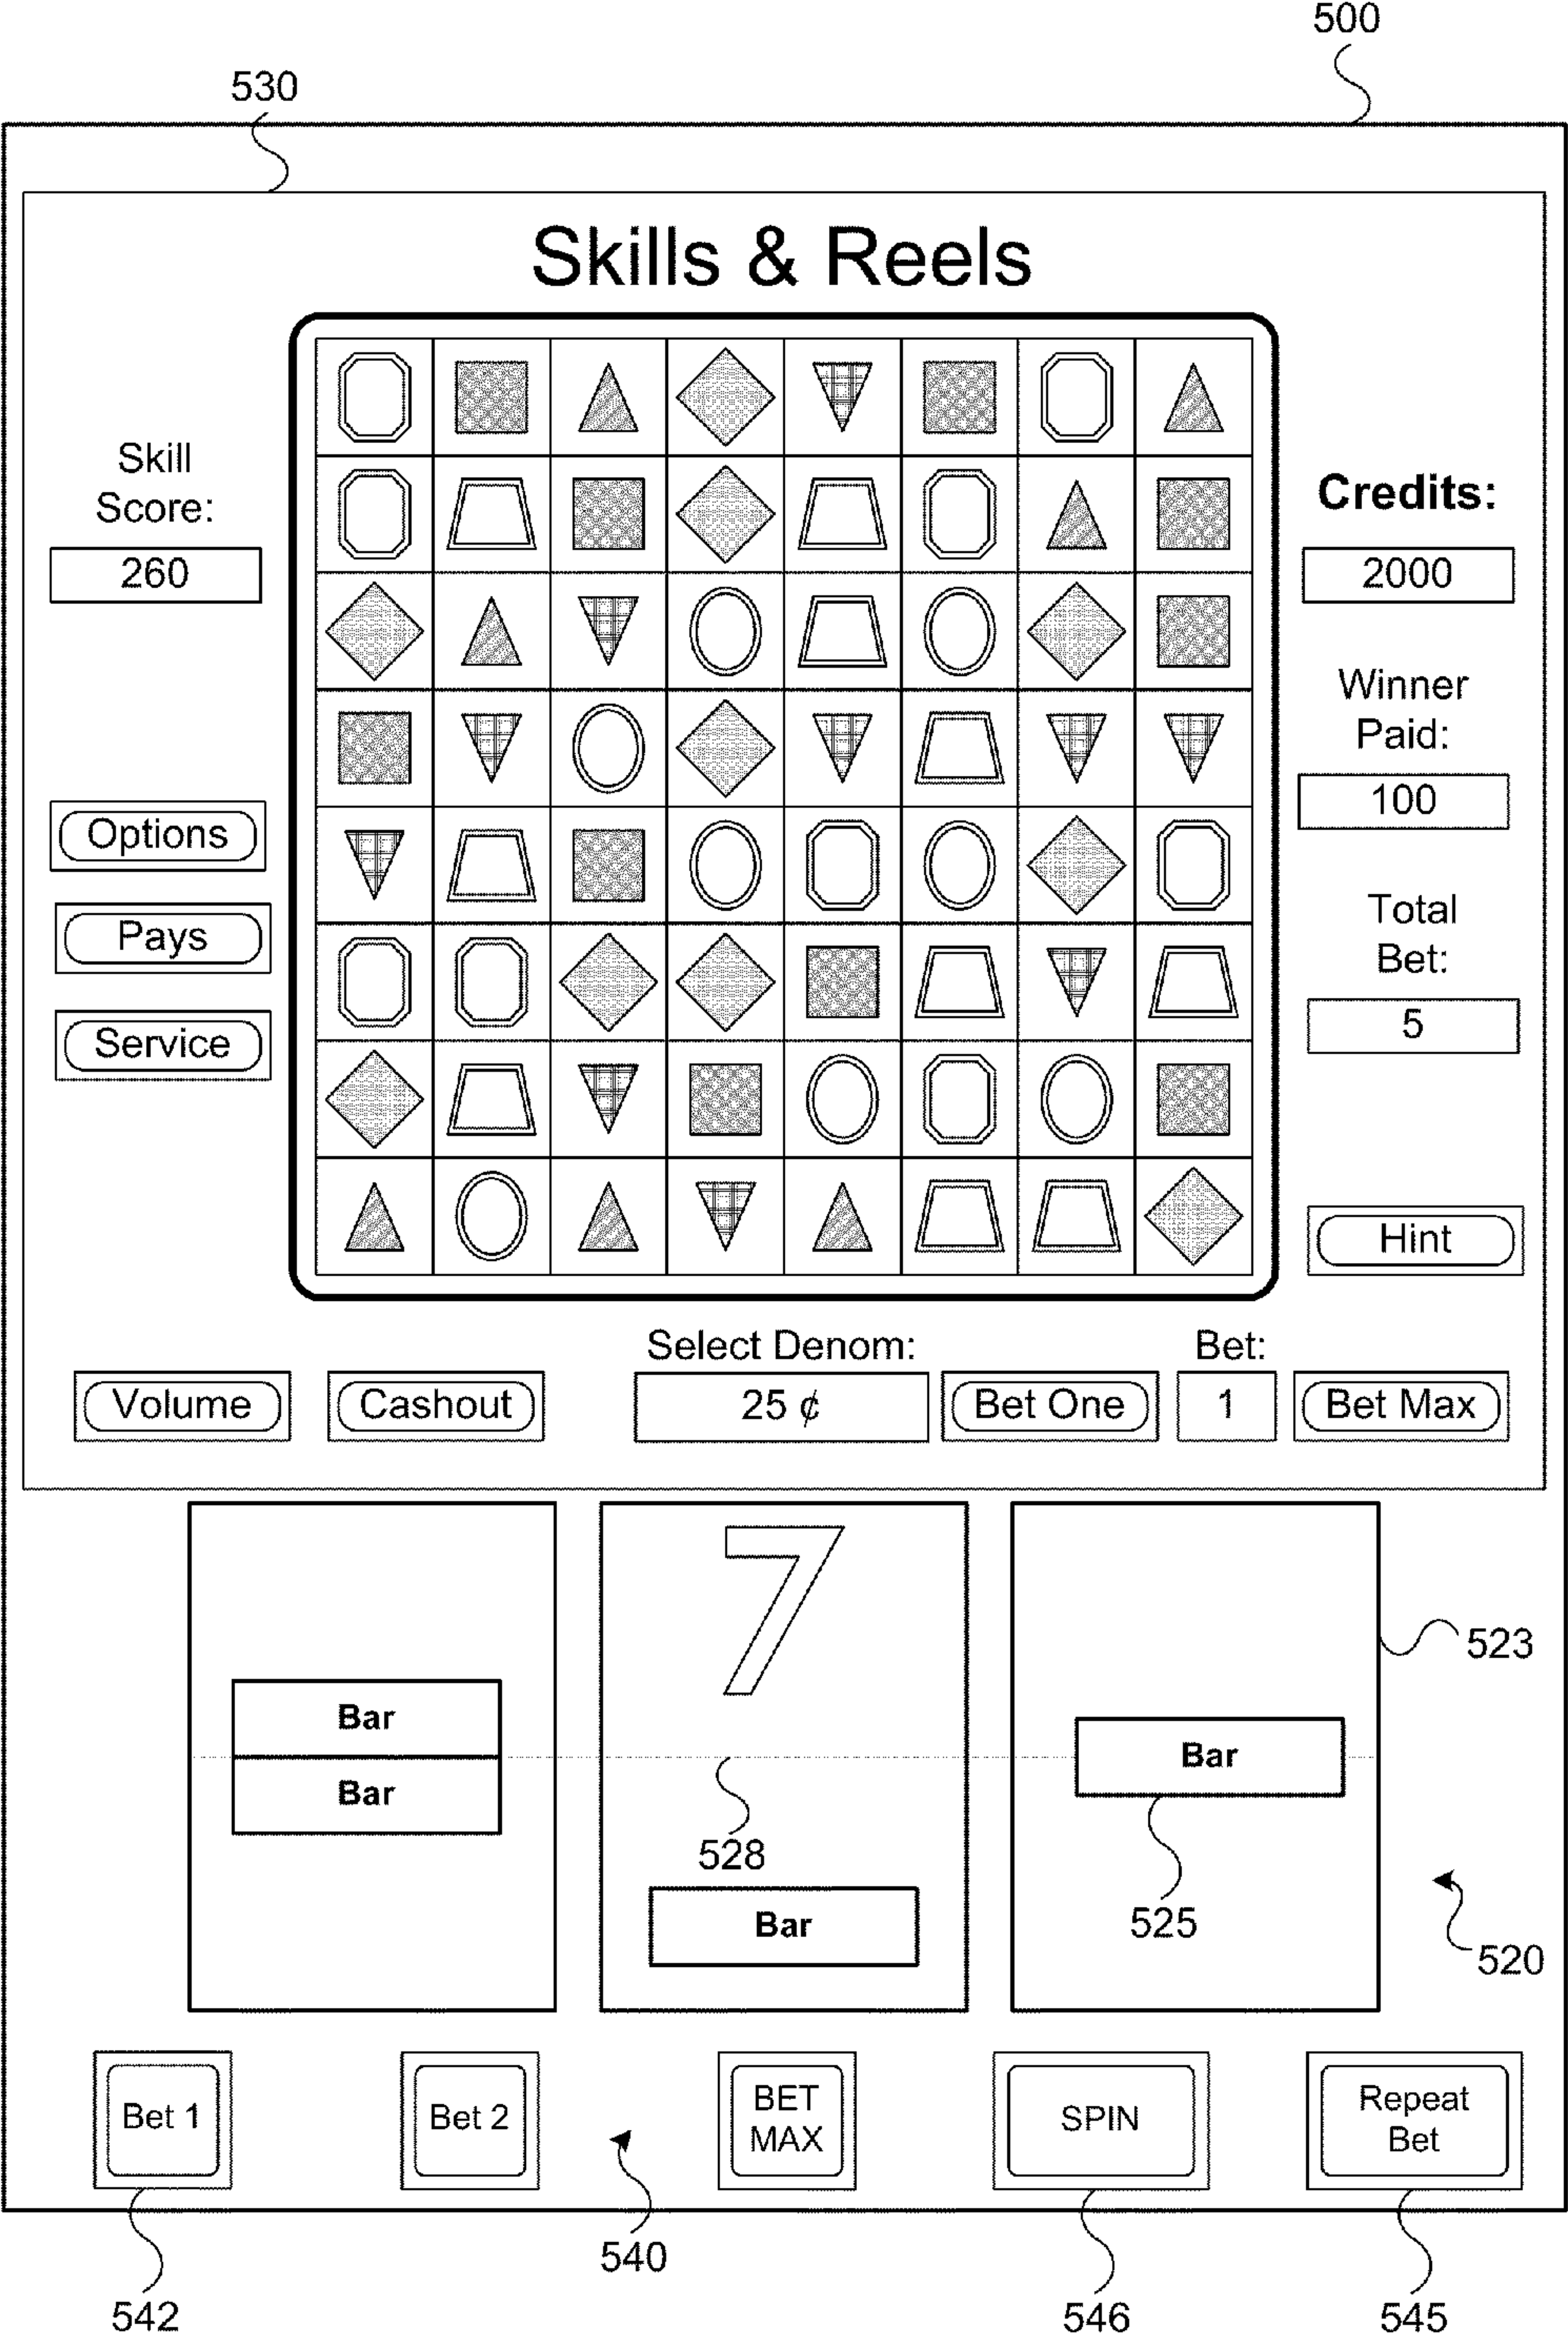 500
530
Skills & Reels
Skill
Score:
260
Credits:
2000
Winner
Paid:
100
Options
Pays
Service
Total
Bet:
5
Hint
Select Denom:
Bet:
Volume
Cashout
25 ¢
Bet One
1
Bet Max
7
523
Bar
Bar
Bar
528
Bar
525
520
Bet 1
Bet 2
BET
MAX
SPIN
Repeat
Bet
540
542
546
545